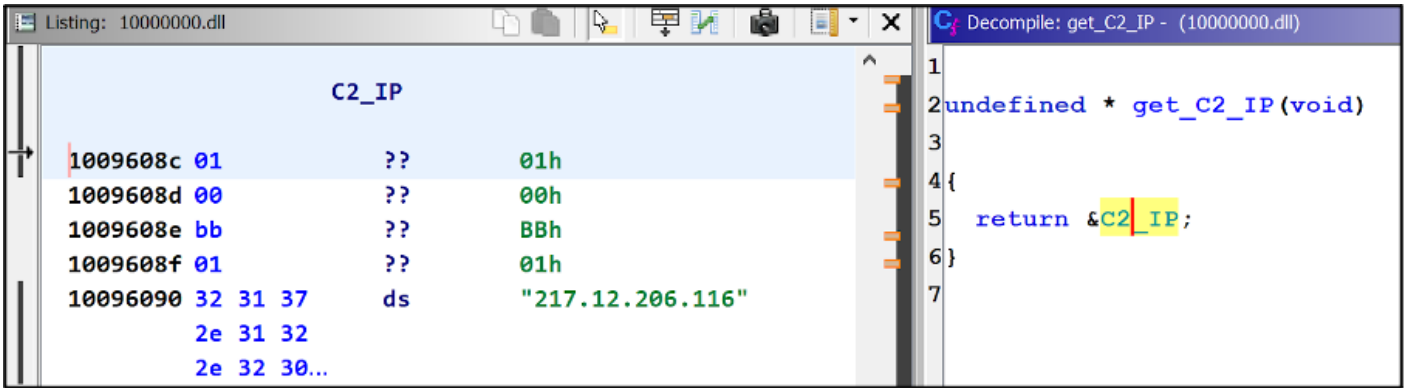 Listing: 10000000.dll
C2_IP
1009608c 01 ?? 01h
1009608d 00 ?? 00h
1009608e bb ?? BBh
1009608f 01 ?? 01h
10096090 32 31 37 ds "217.12.206.116"
2e 31 32
2e 32 30...
Decompile: get_C2_IP - (10000000.dll)
1
2 undefined * get_C2_IP(void)
3
4 {
5 return &C2_IP;
6 }
7